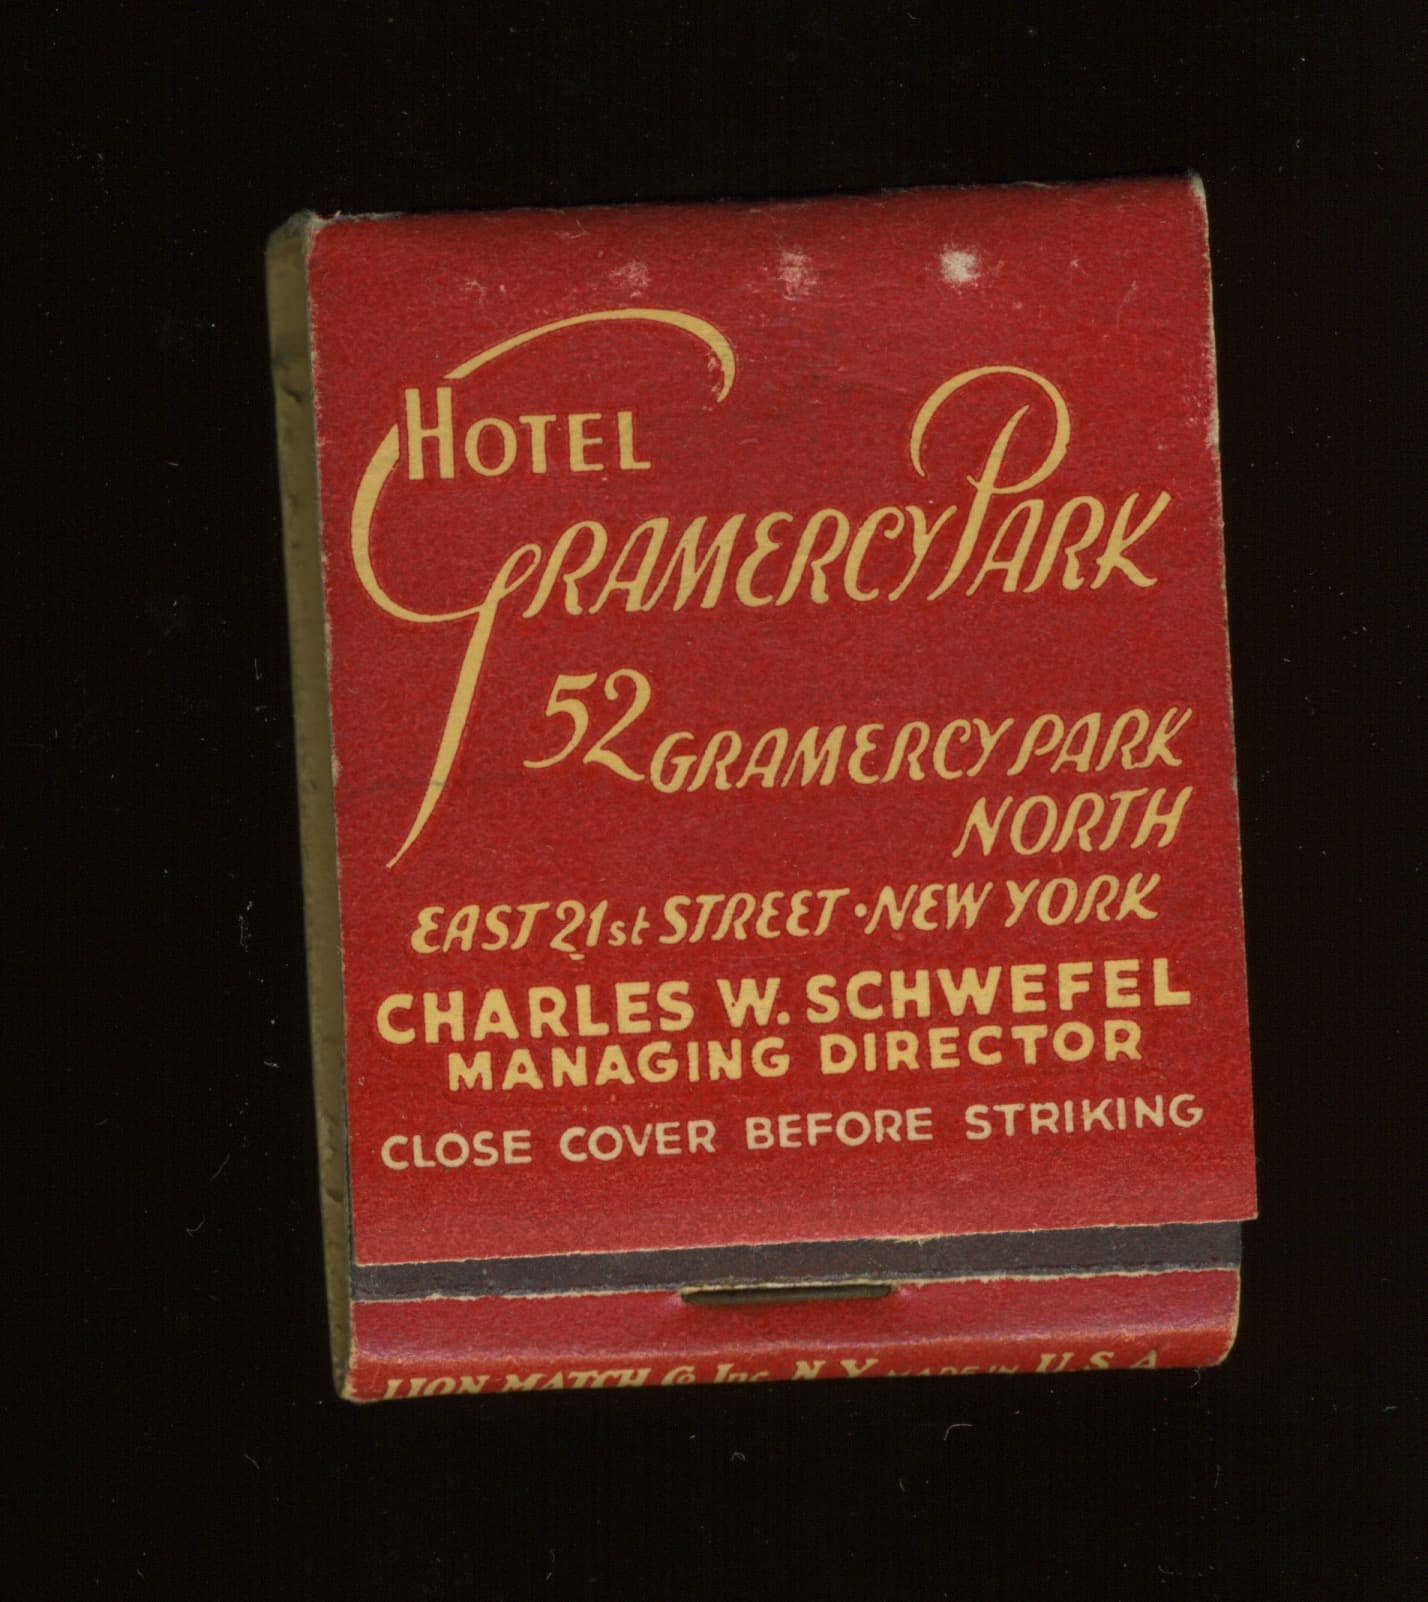 HOTEL
GRAMERCY PARK
52 GRAMERCY PARK
NORTH
EAST 21st STREET · NEW YORK
CHARLES W. SCHWEFEL
MANAGING DIRECTOR
CLOSE COVER BEFORE STRIKING
LION MATCH Co Inc. N.Y. MADE IN U.S.A.